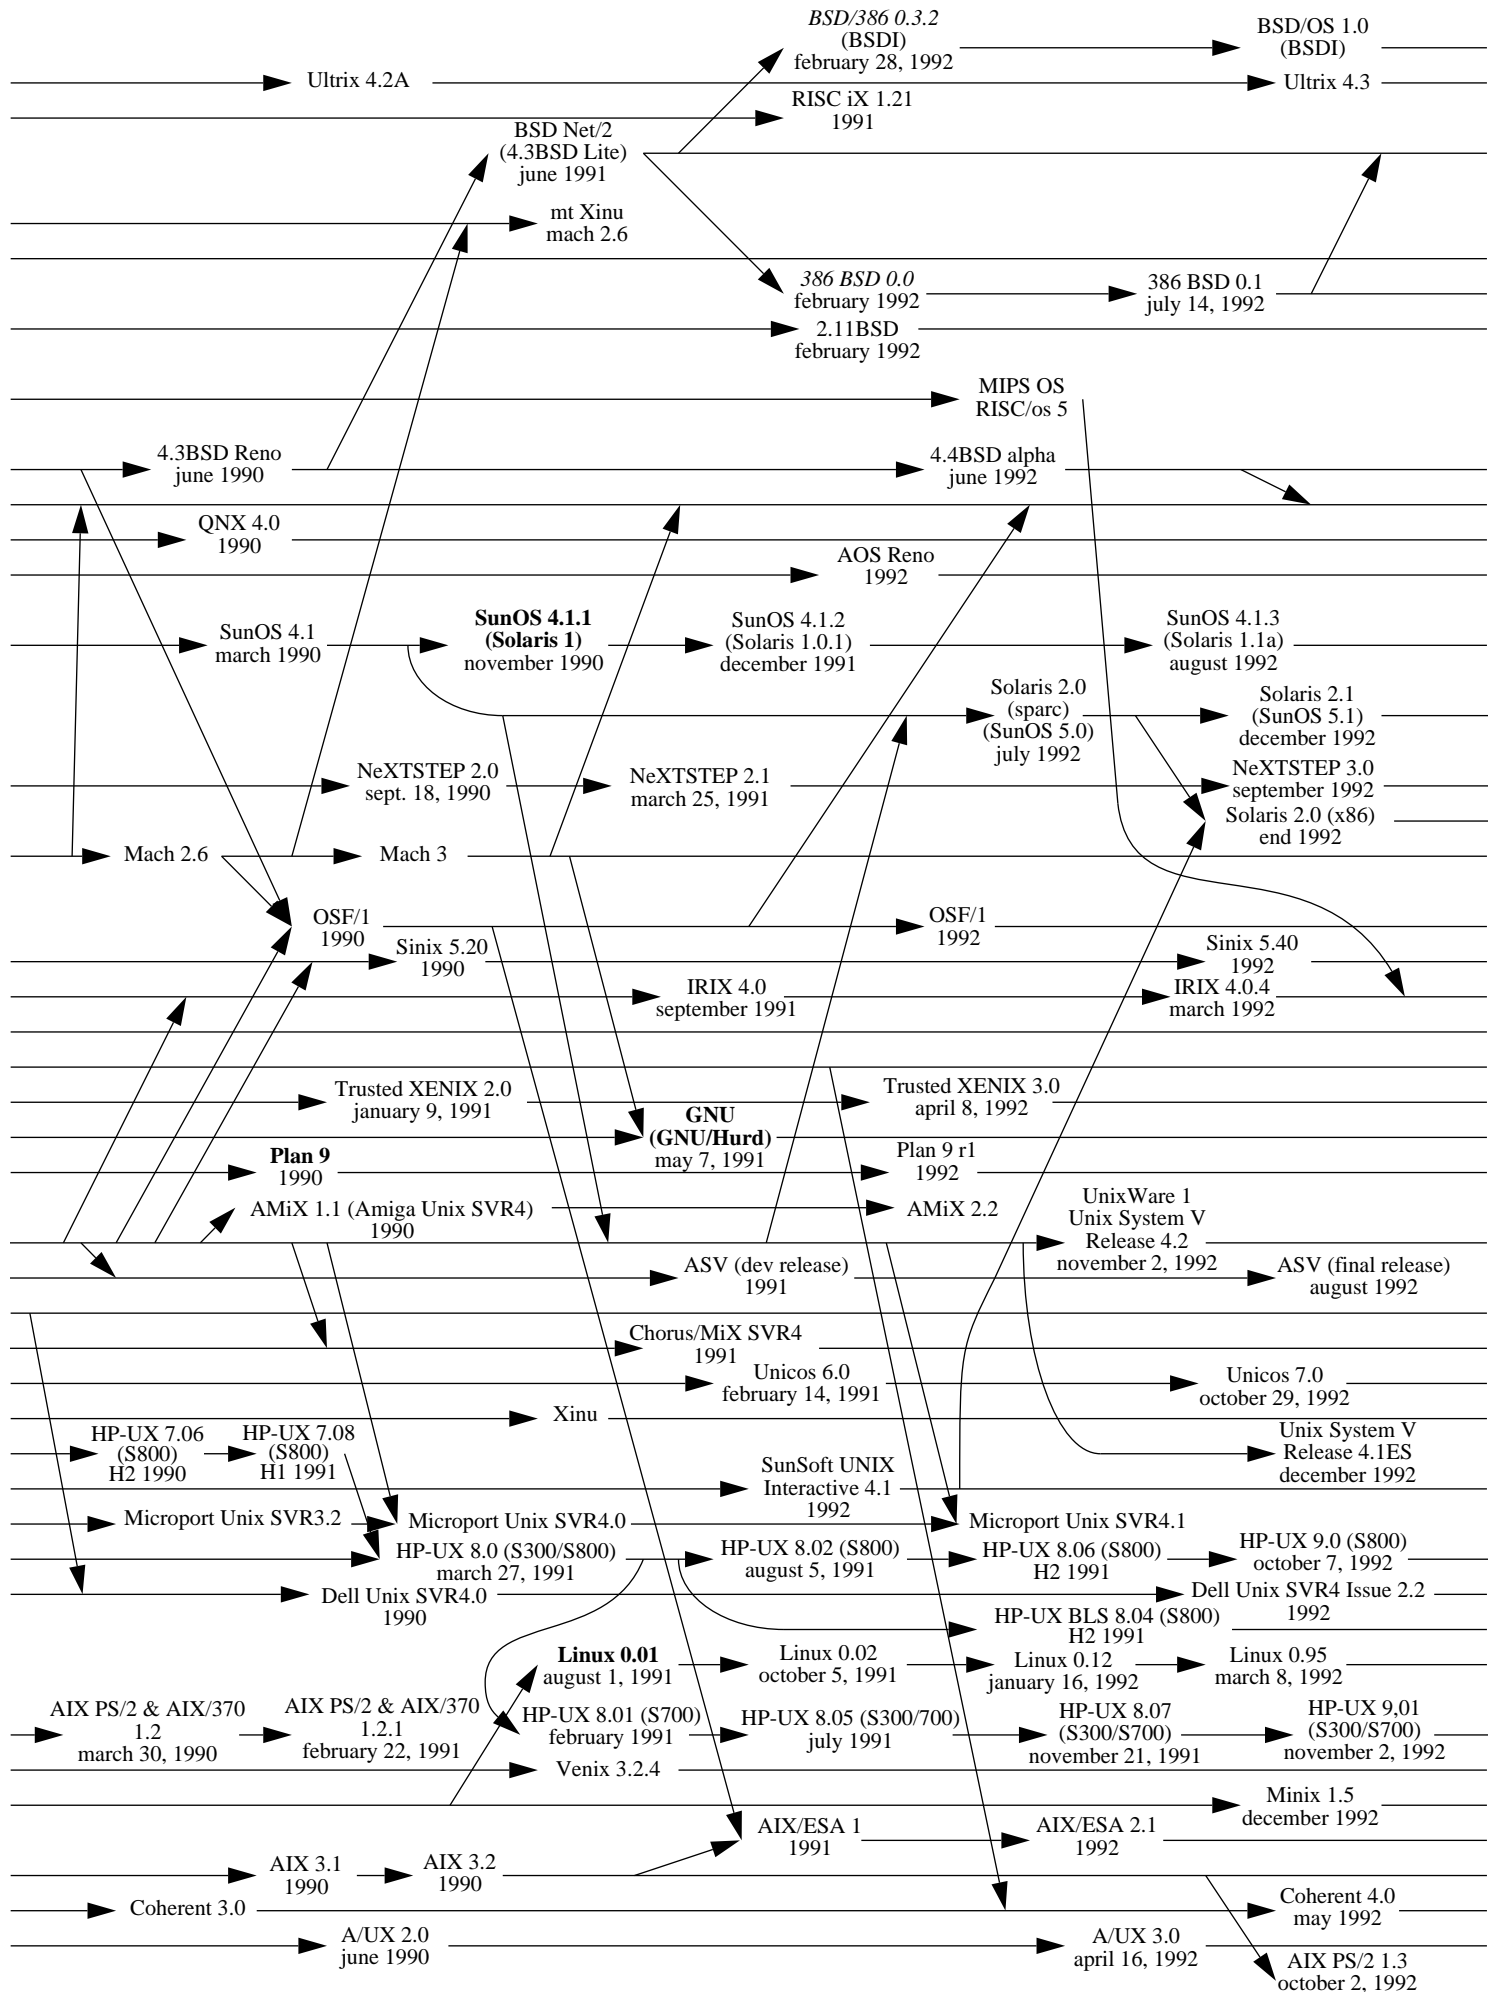 BSD/386 0.3.2
(BSDI)
february 28, 1992
BSD/OS 1.0
(BSDI)
Ultrix 4.2A
Ultrix 4.3
RISC iX 1.21
1991
BSD Net/2
(4.3BSD Lite)
june 1991
mt Xinu
mach 2.6
386 BSD 0.0
february 1992
386 BSD 0.1
july 14, 1992
2.11BSD
february 1992
MIPS OS
RISC/os 5
4.3BSD Reno
june 1990
4.4BSD alpha
june 1992
QNX 4.0
1990
AOS Reno
1992
SunOS 4.1
march 1990
SunOS 4.1.1
(Solaris 1)
november 1990
SunOS 4.1.2
(Solaris 1.0.1)
december 1991
SunOS 4.1.3
(Solaris 1.1a)
august 1992
Solaris 2.0
(sparc)
(SunOS 5.0)
july 1992
Solaris 2.1
(SunOS 5.1)
december 1992
NeXTSTEP 2.0
sept. 18, 1990
NeXTSTEP 2.1
march 25, 1991
NeXTSTEP 3.0
september 1992
Solaris 2.0 (x86)
end 1992
Mach 2.6
Mach 3
OSF/1
1990
OSF/1
1992
Sinix 5.20
1990
Sinix 5.40
1992
IRIX 4.0
september 1991
IRIX 4.0.4
march 1992
Trusted XENIX 2.0
january 9, 1991
Trusted XENIX 3.0
april 8, 1992
GNU
(GNU/Hurd)
may 7, 1991
Plan 9
1990
Plan 9 r1
1992
AMiX 1.1 (Amiga Unix SVR4)
1990
AMiX 2.2
UnixWare 1
Unix System V
Release 4.2
november 2, 1992
ASV (dev release)
1991
ASV (final release)
august 1992
Chorus/MiX SVR4
1991
Unicos 6.0
february 14, 1991
Unicos 7.0
october 29, 1992
Xinu
HP-UX 7.06
(S800)
H2 1990
HP-UX 7.08
(S800)
H1 1991
Unix System V
Release 4.1ES
december 1992
SunSoft UNIX
Interactive 4.1
1992
Microport Unix SVR3.2
Microport Unix SVR4.0
Microport Unix SVR4.1
HP-UX 8.0 (S300/S800)
march 27, 1991
HP-UX 8.02 (S800)
august 5, 1991
HP-UX 8.06 (S800)
H2 1991
HP-UX 9.0 (S800)
october 7, 1992
Dell Unix SVR4.0
1990
Dell Unix SVR4 Issue 2.2
1992
HP-UX BLS 8.04 (S800)
H2 1991
Linux 0.01
august 1, 1991
Linux 0.02
october 5, 1991
Linux 0.12
january 16, 1992
Linux 0.95
march 8, 1992
AIX PS/2 & AIX/370
1.2
march 30, 1990
AIX PS/2 & AIX/370
1.2.1
february 22, 1991
HP-UX 8.01 (S700)
february 1991
HP-UX 8.05 (S300/700)
july 1991
HP-UX 8.07
(S300/S700)
november 21, 1991
HP-UX 9,01
(S300/S700)
november 2, 1992
Venix 3.2.4
Minix 1.5
december 1992
AIX/ESA 1
1991
AIX/ESA 2.1
1992
AIX 3.1
1990
AIX 3.2
1990
Coherent 3.0
Coherent 4.0
may 1992
A/UX 2.0
june 1990
A/UX 3.0
april 16, 1992
AIX PS/2 1.3
october 2, 1992